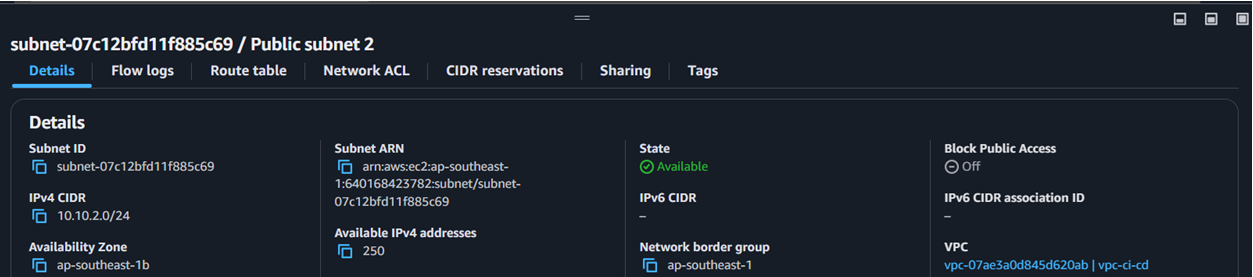 subnet-07c12bfd11f885c69 / Public subnet 2
Details Flow logs Route table Network ACL CIDR reservations Sharing Tags
Details
Subnet ID
subnet-07c12bfd11f885c69
IPv4 CIDR
10.10.2.0/24
Availability Zone
ap-southeast-1b
Subnet ARN
arn:aws:ec2:ap-southeast-
1:640168423782:subnet/subnet-
07c12bfd11f885c69
Available IPv4 addresses
250
State
Available
IPv6 CIDR
–
Network border group
ap-southeast-1
Block Public Access
Off
IPv6 CIDR association ID
–
VPC
vpc-07ae3a0d845d620ab | vpc-ci-cd